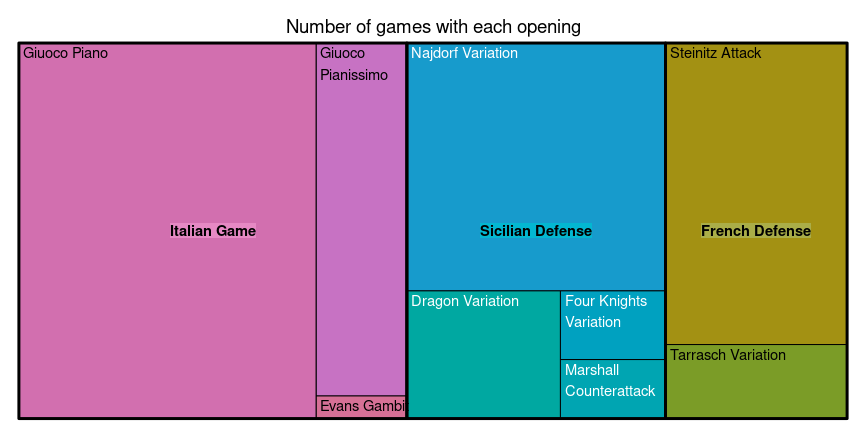 Number of games with each opening
Giuoco Piano
Giuoco
Pianissimo
Najdorf Variation
Steinitz Attack
Italian Game
Sicilian Defense
French Defense
Dragon Variation
Four Knights
Variation
Tarrasch Variation
Marshall
Counterattack
Evans Gambi